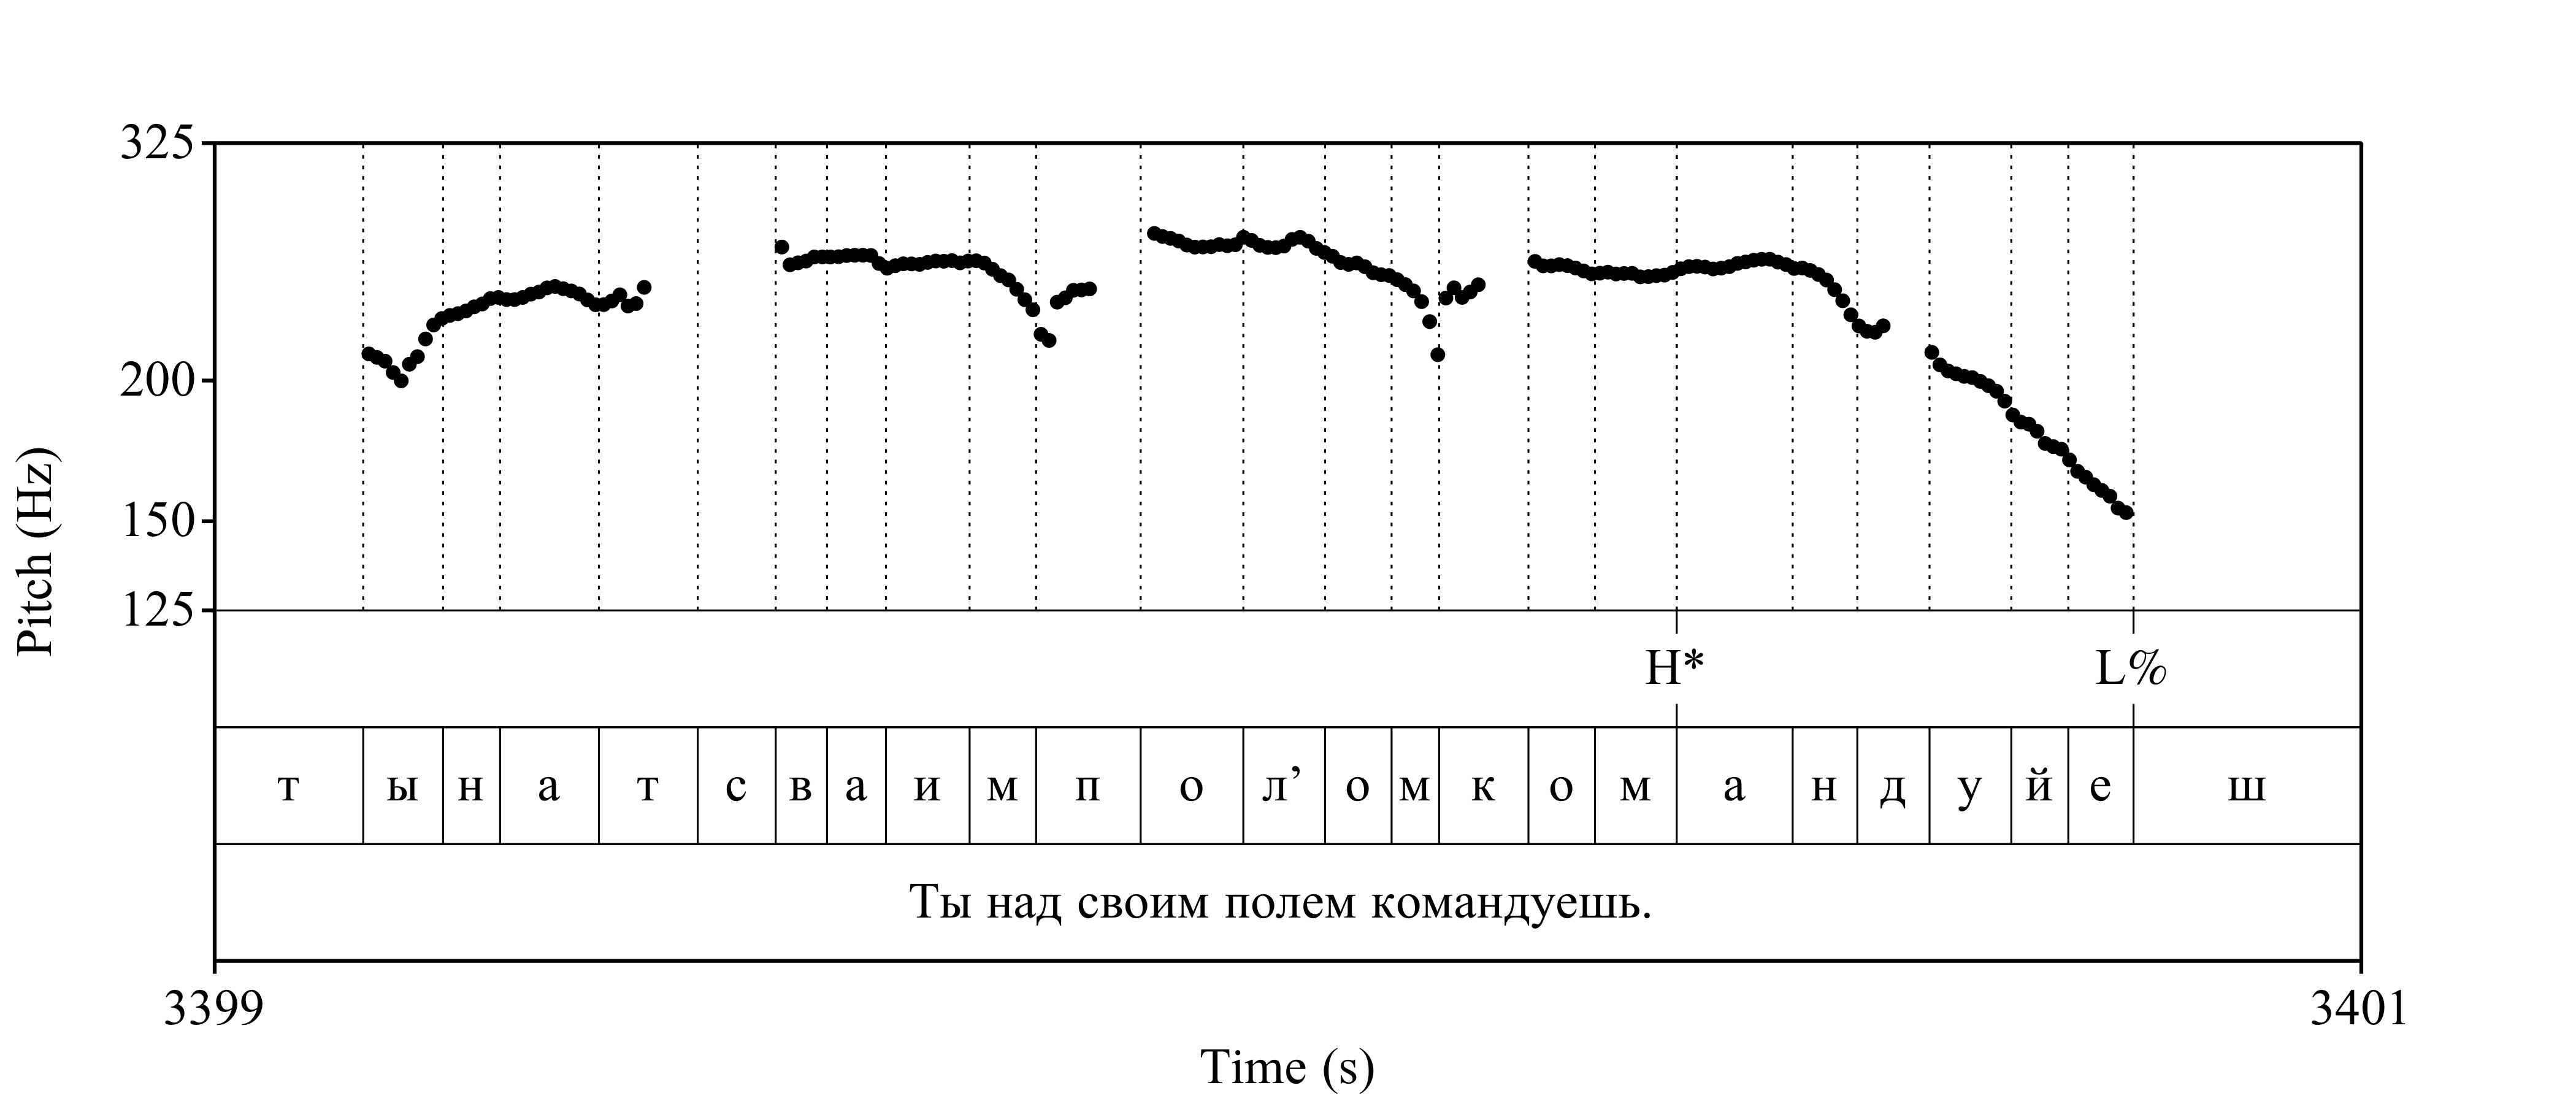 325
200
150
125
Pitch (Hz)
H* L%
т ы н а т с в а и м п о л’ о м к о м а н д у й е ш
Ты над своим полем командуешь.
3399 3401
Time (s)